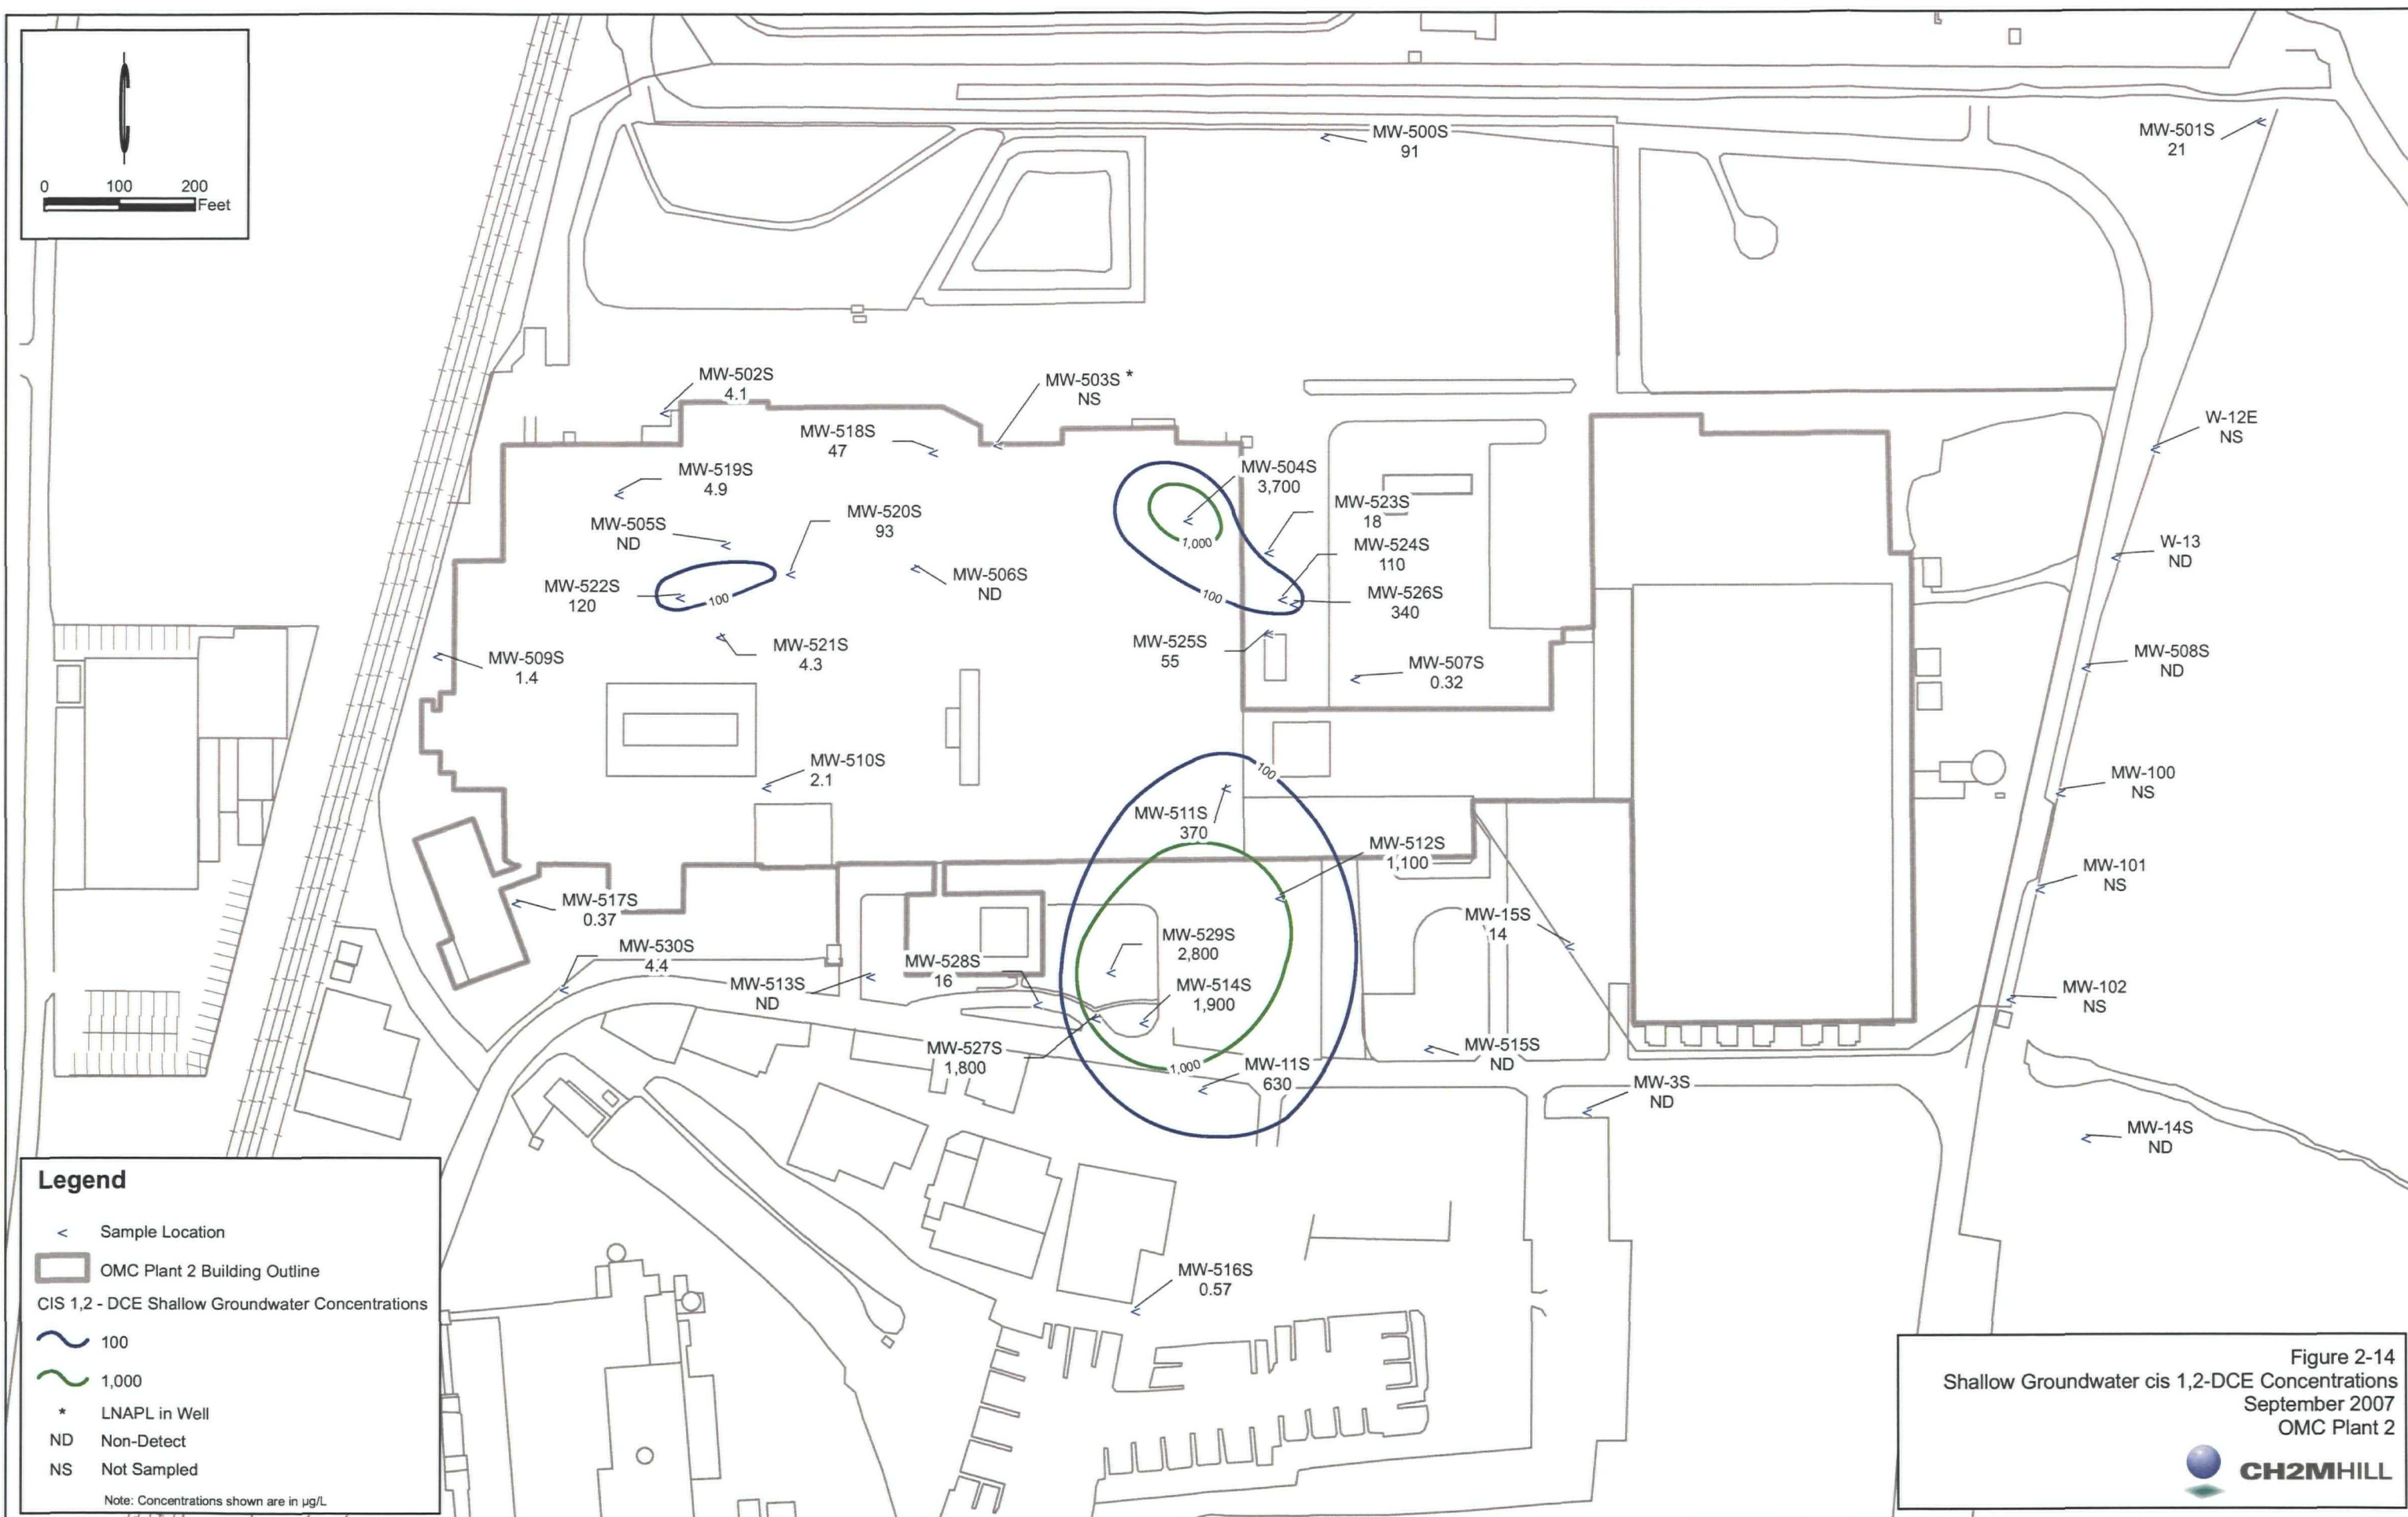 0 100 200
Feet
MW-500S
91
MW-501S
21
MW-502S
4.1
MW-503S *
NS
MW-518S
47
W-12E
NS
MW-519S
4.9
MW-504S
3,700
MW-505S
ND
MW-520S
93
MW-523S
18
1,000
MW-524S
110
W-13
ND
MW-506S
ND
MW-522S
120
100
100
MW-526S
340
MW-509S
1.4
MW-521S
4.3
MW-525S
55
MW-507S
0.32
MW-508S
ND
MW-510S
2.1
100
MW-100
NS
MW-511S
370
MW-512S
1,100
MW-101
NS
MW-517S
0.37
MW-15S
14
MW-530S
4.4
MW-513S
ND
MW-528S
16
MW-529S
2,800
MW-514S
1,900
MW-102
NS
MW-527S
1,800
1,000
MW-11S
630
MW-515S
ND
MW-3S
ND
MW-14S
ND
MW-516S
0.57
Legend
< Sample Location
OMC Plant 2 Building Outline
CIS 1,2 - DCE Shallow Groundwater Concentrations
100
1,000
* LNAPL in Well
ND Non-Detect
NS Not Sampled
Note: Concentrations shown are in µg/L
Figure 2-14
Shallow Groundwater cis 1,2-DCE Concentrations
September 2007
OMC Plant 2
CH2MHILL